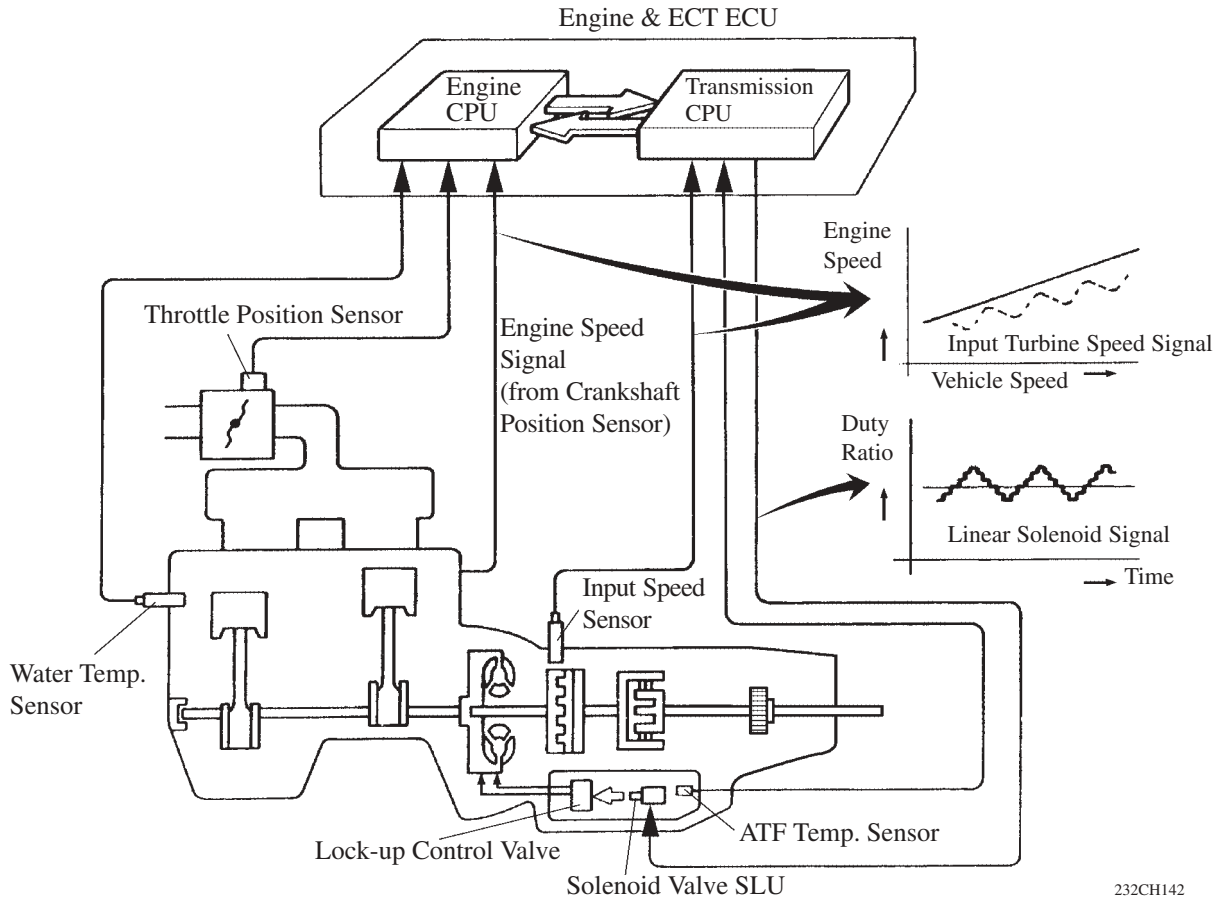 Engine & ECT ECU
Engine
CPU
Transmission
CPU
Engine
Speed
Input Turbine Speed Signal
Vehicle Speed
Throttle Position Sensor
Engine Speed
Signal
(from Crankshaft
Position Sensor)
Duty
Ratio
Linear Solenoid Signal
Time
Input Speed
Sensor
Water Temp.
Sensor
ATF Temp. Sensor
Lock-up Control Valve
Solenoid Valve SLU
232CH142